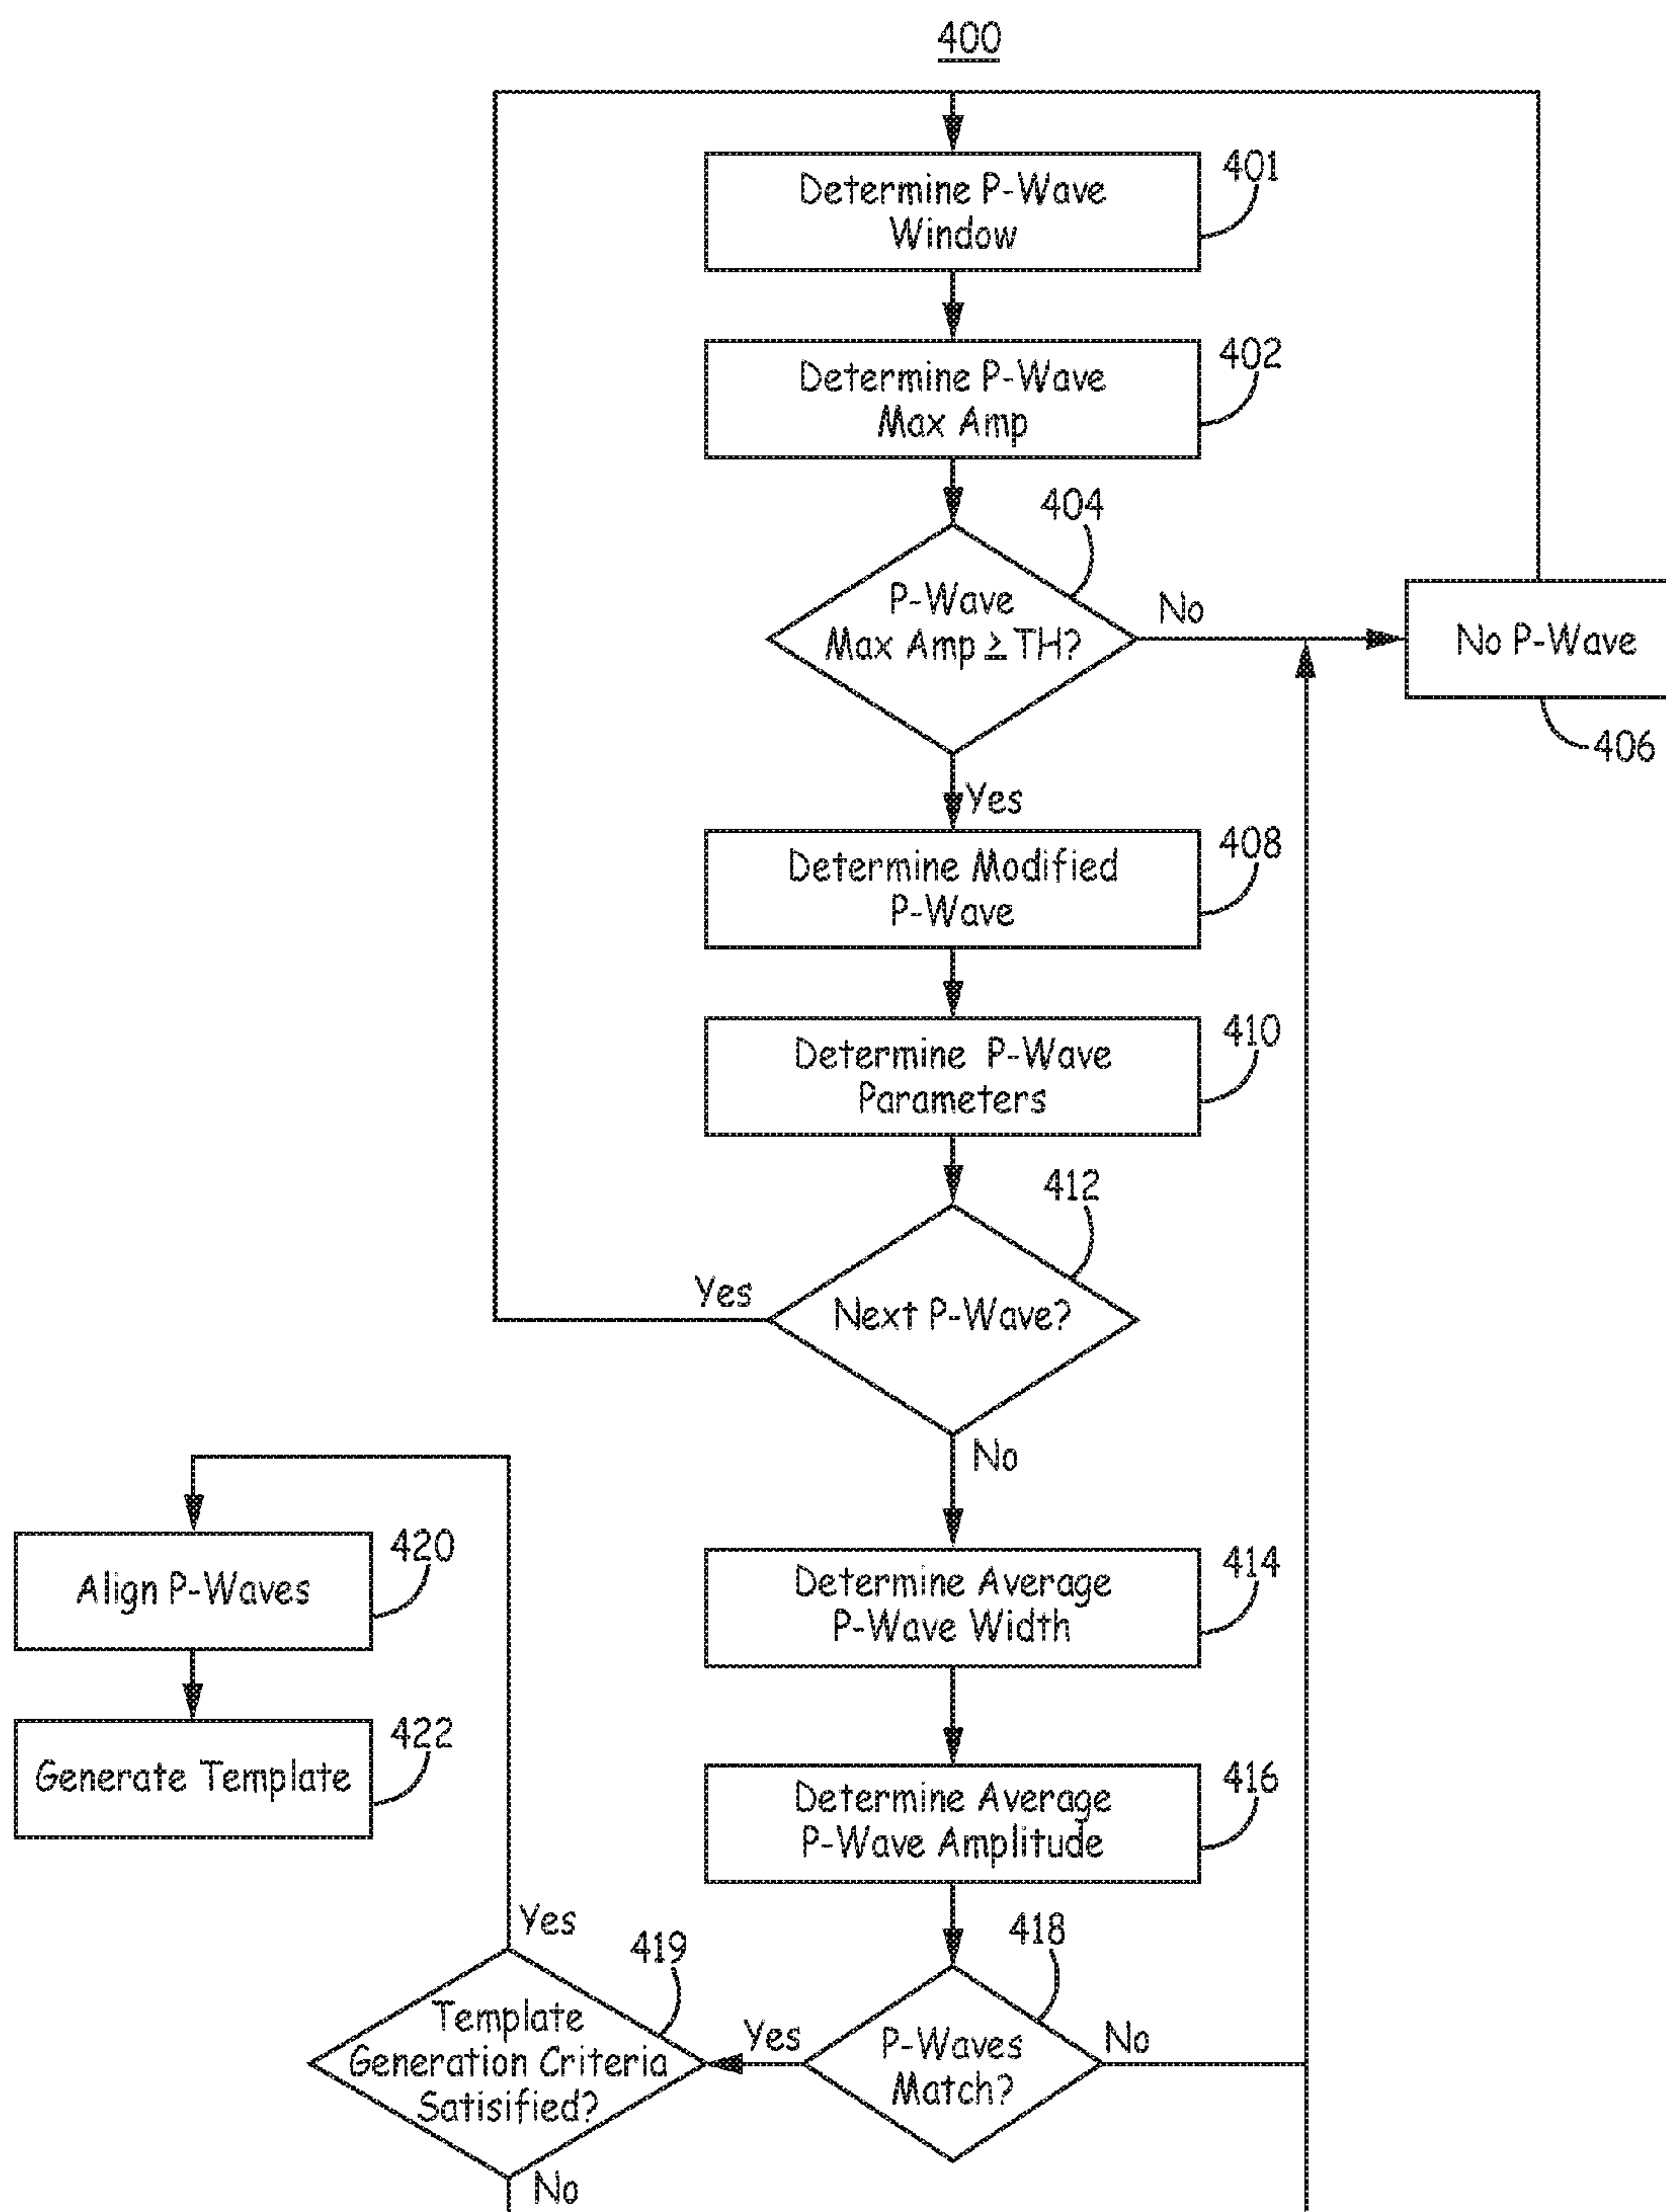 400
Determine P-Wave
Window
401
Determine P-Wave
Max Amp
402
404
P-Wave
Max Amp ≥ TH?
No
No P-Wave
406
Yes
Determine Modified
P-Wave
408
Determine P-Wave
Parameters
410
412
Next P-Wave?
Yes
No
Determine Average
P-Wave Width
414
Determine Average
P-Wave Amplitude
416
418
P-Waves
Match?
No
Yes
419
Template
Generation Criteria
Satisified?
Yes
No
Align P-Waves
420
Generate Template
422